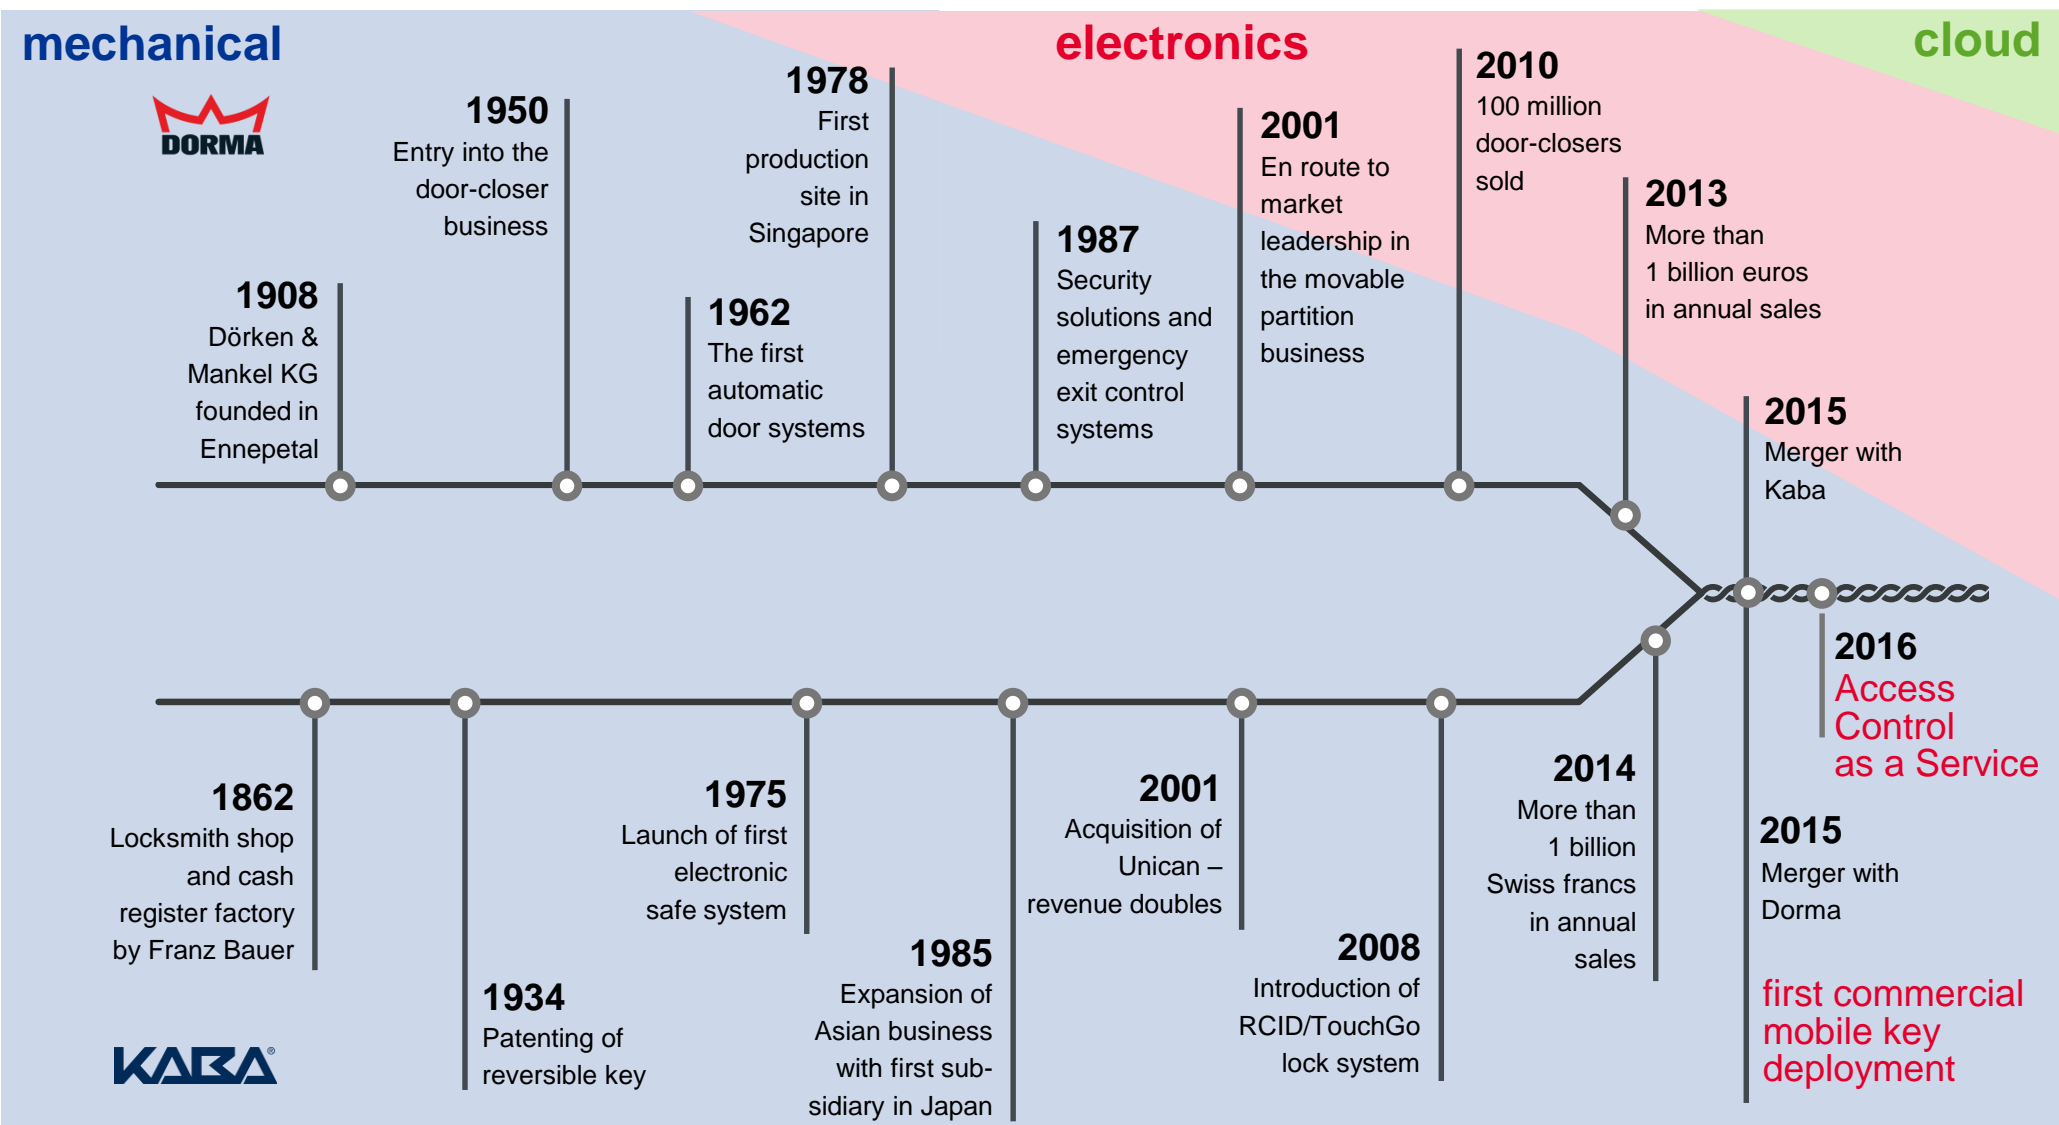 mechanical
electronics
cloud
DORMA
1908
Dörken &
Mankel KG
founded in
Ennepetal
1950
Entry into the
door-closer
business
1962
The first
automatic
door systems
1978
First
production
site in
Singapore
1987
Security
solutions and
emergency
exit control
systems
2001
En route to
market
leadership in
the movable
partition
business
2010
100 million
door-closers
sold
2013
More than
1 billion euros
in annual sales
2015
Merger with
Kaba
2016
Access
Control
as a Service
1862
Locksmith shop
and cash
register factory
by Franz Bauer
1934
Patenting of
reversible key
1975
Launch of first
electronic
safe system
1985
Expansion of
Asian business
with first sub-
sidiary in Japan
2001
Acquisition of
Unican –
revenue doubles
2008
Introduction of
RCID/TouchGo
lock system
2014
More than
1 billion
Swiss francs
in annual
sales
2015
Merger with
Dorma
first commercial
mobile key
deployment
KABA®